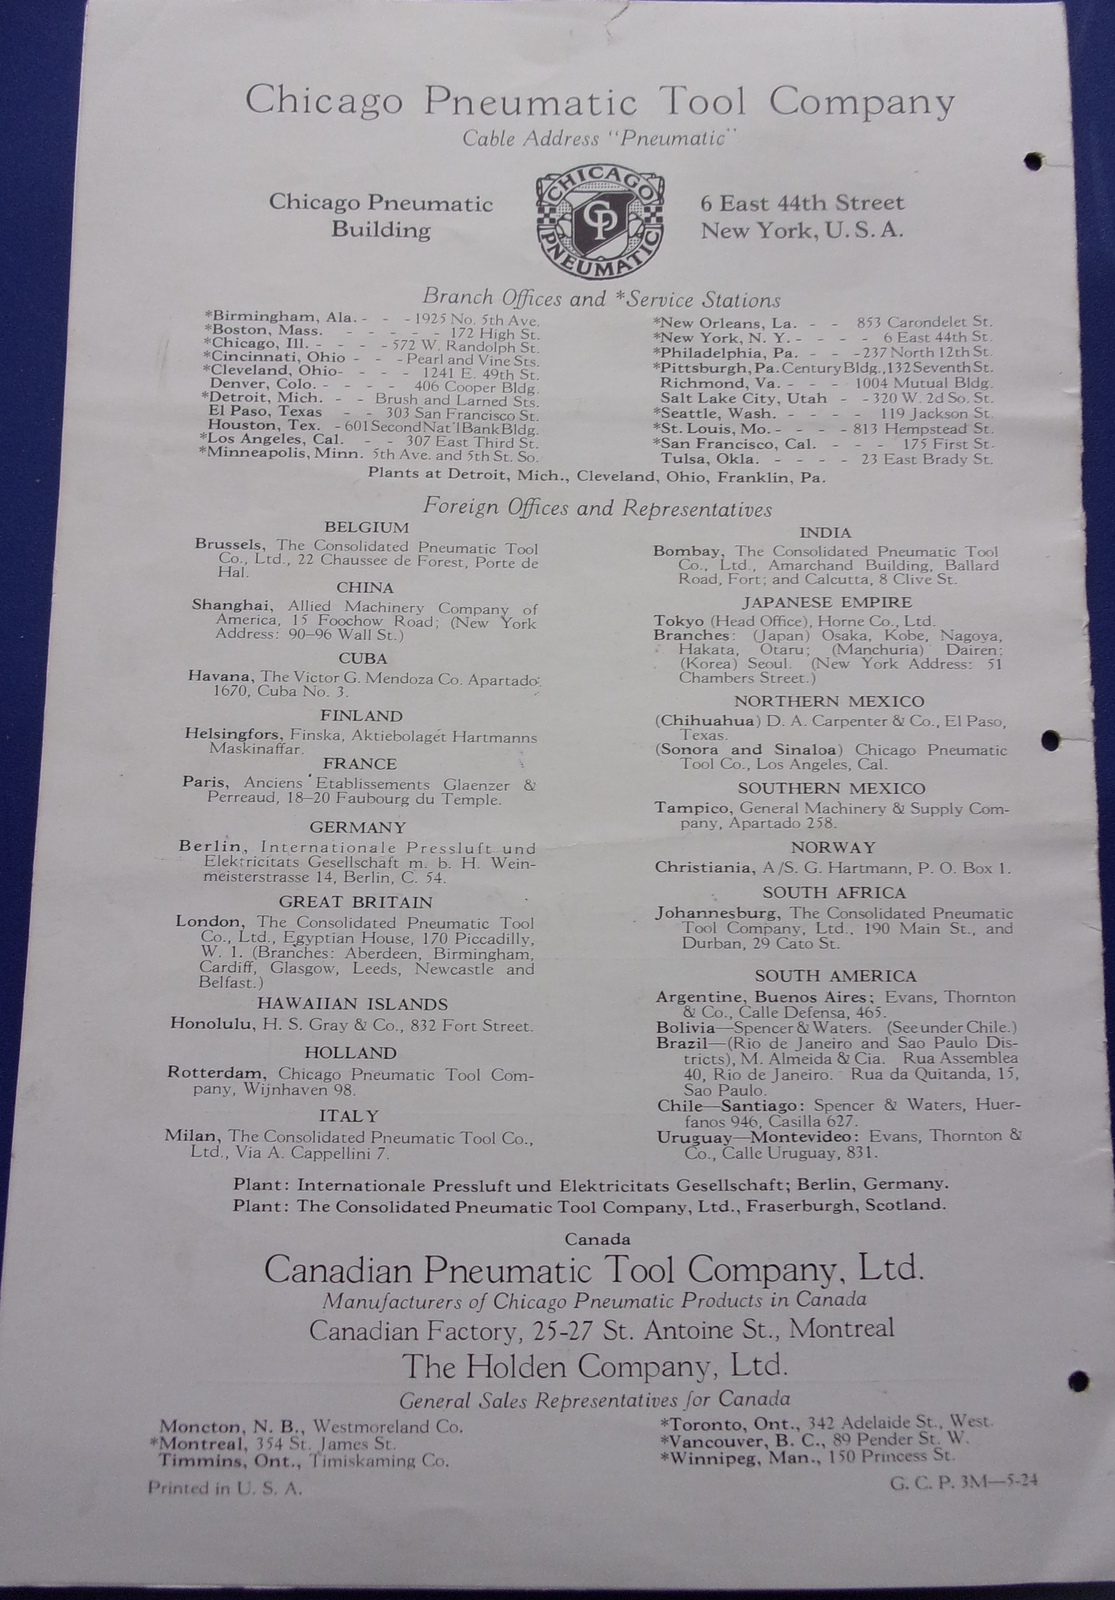 Chicago Pneumatic Tool Company
Cable Address "Pneumatic"
Chicago Pneumatic
Building
CHICAGO
CP
PNEUMATIC
6 East 44th Street
New York, U. S. A.
Branch Offices and *Service Stations
*Birmingham, Ala. - - - 1925 No. 5th Ave.
*Boston, Mass. - - - - - 172 High St.
*Chicago, Ill. - - - - 572 W. Randolph St.
*Cincinnati, Ohio - - - Pearl and Vine Sts.
*Cleveland, Ohio - - - - 1241 E. 49th St.
Denver, Colo. - - - - - 406 Cooper Bldg.
*Detroit, Mich. - - Brush and Larned Sts.
El Paso, Texas - - 303 San Francisco St.
Houston, Tex. - 601 Second Nat'l Bank Bldg.
*Los Angeles, Cal. - - 307 East Third St.
*Minneapolis, Minn. 5th Ave. and 5th St. So.
*New Orleans, La. - - 853 Carondelet St.
*New York, N. Y. - - - - 6 East 44th St.
*Philadelphia, Pa. - - - 237 North 12th St.
*Pittsburgh, Pa. Century Bldg., 132 Seventh St.
Richmond, Va. - - - 1004 Mutual Bldg.
Salt Lake City, Utah - - 320 W. 2d So. St.
*Seattle, Wash. - - - - 119 Jackson St.
*St. Louis, Mo. - - - - 813 Hempstead St.
*San Francisco, Cal. - - - 175 First St.
Tulsa, Okla. - - - - 23 East Brady St.
Plants at Detroit, Mich., Cleveland, Ohio, Franklin, Pa.
Foreign Offices and Representatives
BELGIUM
Brussels, The Consolidated Pneumatic Tool
Co., Ltd., 22 Chaussee de Forest, Porte de
Hal.
CHINA
Shanghai, Allied Machinery Company of
America, 15 Foochow Road; (New York
Address: 90-96 Wall St.)
CUBA
Havana, The Victor G. Mendoza Co. Apartado
1670, Cuba No. 3.
FINLAND
Helsingfors, Finska, Aktiebolaget Hartmanns
Maskinaffar.
FRANCE
Paris, Anciens Etablissements Glaenzer &
Perreaud, 18-20 Faubourg du Temple.
GERMANY
Berlin, Internationale Pressluft und
Elektricitats Gesellschaft m. b. H. Wein-
meisterstrasse 14, Berlin, C. 54.
GREAT BRITAIN
London, The Consolidated Pneumatic Tool
Co., Ltd., Egyptian House, 170 Piccadilly,
W. 1. (Branches: Aberdeen, Birmingham,
Cardiff, Glasgow, Leeds, Newcastle and
Belfast.)
HAWAIIAN ISLANDS
Honolulu, H. S. Gray & Co., 832 Fort Street.
HOLLAND
Rotterdam, Chicago Pneumatic Tool Com-
pany, Wijnhaven 98.
ITALY
Milan, The Consolidated Pneumatic Tool Co.,
Ltd., Via A. Cappellini 7.
INDIA
Bombay, The Consolidated Pneumatic Tool
Co., Ltd., Amarchand Building, Ballard
Road, Fort; and Calcutta, 8 Clive St.
JAPANESE EMPIRE
Tokyo (Head Office), Horne Co., Ltd.
Branches: (Japan) Osaka, Kobe, Nagoya,
Hakata, Otaru; (Manchuria) Dairen;
(Korea) Seoul. (New York Address: 51
Chambers Street.)
NORTHERN MEXICO
(Chihuahua) D. A. Carpenter & Co., El Paso,
Texas.
(Sonora and Sinaloa) Chicago Pneumatic
Tool Co., Los Angeles, Cal.
SOUTHERN MEXICO
Tampico, General Machinery & Supply Com-
pany, Apartado 258.
NORWAY
Christiania, A/S. G. Hartmann, P. O. Box 1.
SOUTH AFRICA
Johannesburg, The Consolidated Pneumatic
Tool Company, Ltd., 190 Main St., and
Durban, 29 Cato St.
SOUTH AMERICA
Argentine, Buenos Aires; Evans, Thornton
& Co., Calle Defensa, 465.
Bolivia—Spencer & Waters. (See under Chile.)
Brazil—(Rio de Janeiro and Sao Paulo Dis-
tricts), M. Almeida & Cia. Rua Assemblea
40, Rio de Janeiro. Rua da Quitanda, 15,
Sao Paulo.
Chile—Santiago: Spencer & Waters, Huer-
fanos 946, Casilla 627.
Uruguay—Montevideo: Evans, Thornton &
Co., Calle Uruguay, 831.
Plant: Internationale Pressluft und Elektricitats Gesellschaft; Berlin, Germany.
Plant: The Consolidated Pneumatic Tool Company, Ltd., Fraserburgh, Scotland.
Canada
Canadian Pneumatic Tool Company, Ltd.
Manufacturers of Chicago Pneumatic Products in Canada
Canadian Factory, 25-27 St. Antoine St., Montreal
The Holden Company, Ltd.
General Sales Representatives for Canada
Moncton, N. B., Westmoreland Co.
*Montreal, 354 St. James St.
Timmins, Ont., Timiskaming Co.
*Toronto, Ont., 342 Adelaide St., West.
*Vancouver, B. C., 89 Pender St. W.
*Winnipeg, Man., 150 Princess St.
Printed in U. S. A.
G. C. P. 3M—5-24